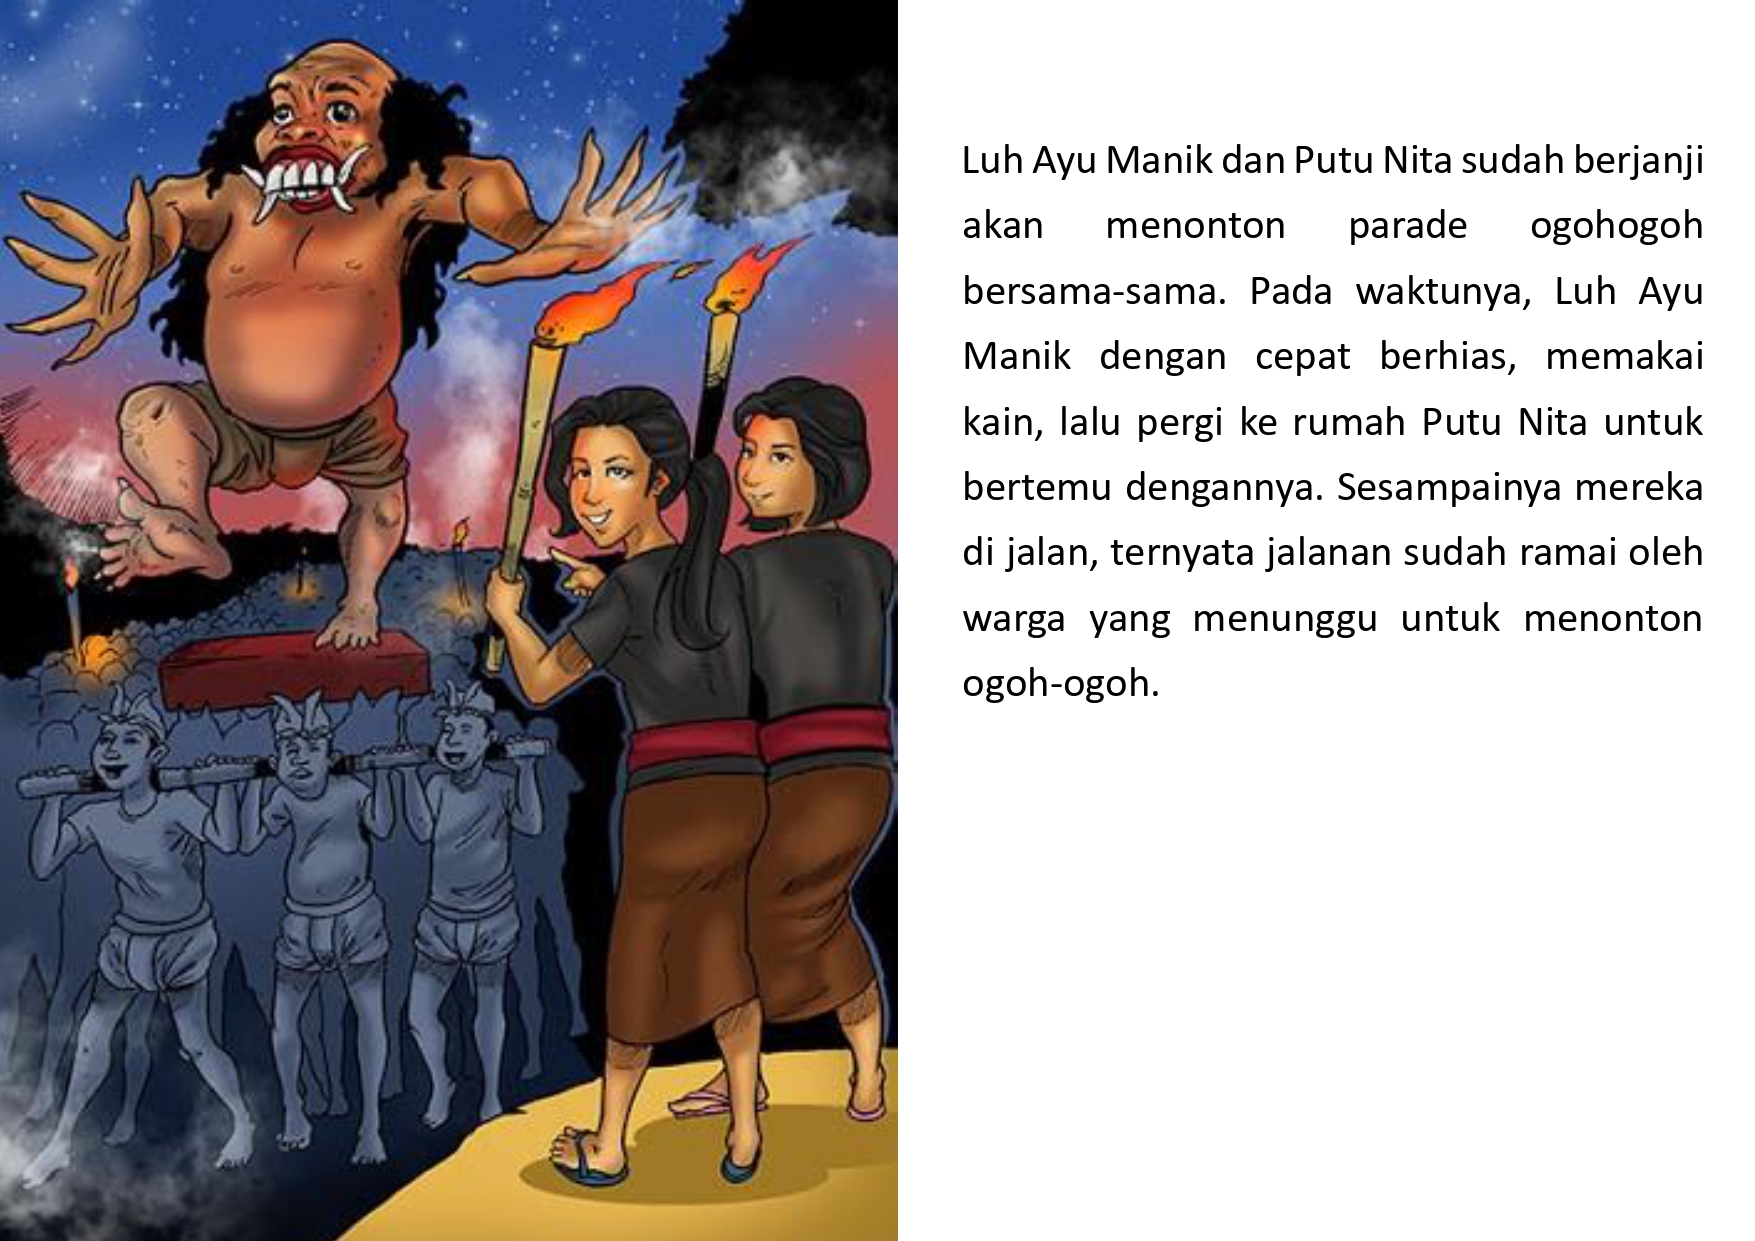 Luh Ayu Manik dan Putu Nita sudah berjanji
akan menonton parade ogohogoh
bersama-sama. Pada waktunya, Luh Ayu
Manik dengan cepat berhias, memakai
kain, lalu pergi ke rumah Putu Nita untuk
bertemu dengannya. Sesampainya mereka
di jalan, ternyata jalanan sudah ramai oleh
warga yang menunggu untuk menonton
ogoh-ogoh.